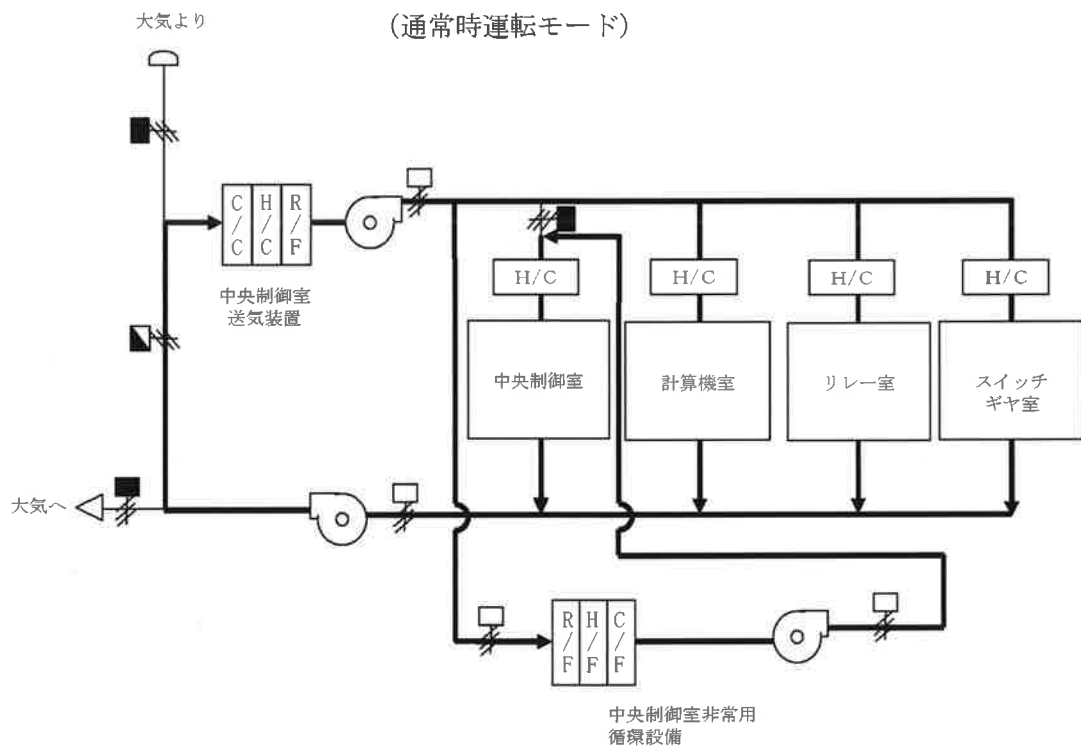 大気より
(通常時運転モード)
C/C
H/C
R/F
中央制御室
送気装置
H/C
H/C
H/C
H/C
中央制御室
計算機室
リレー室
スイッチ
ギヤ室
大気へ
R/F
H/F
C/F
中央制御室非常用
循環設備